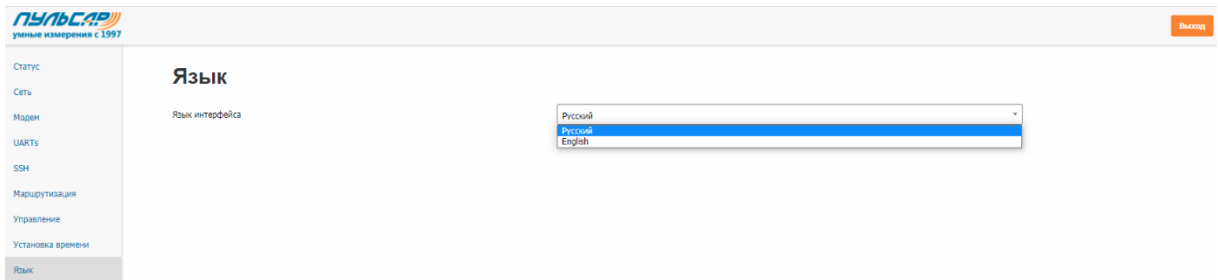 ПУЛЬСАР
умные измерения с 1997
Выход
Статус
Сеть
Модем
UARTs
SSH
Маршрутизация
Управление
Установка времени
Язык
Язык
Язык интерфейса
Русский
Русский
English